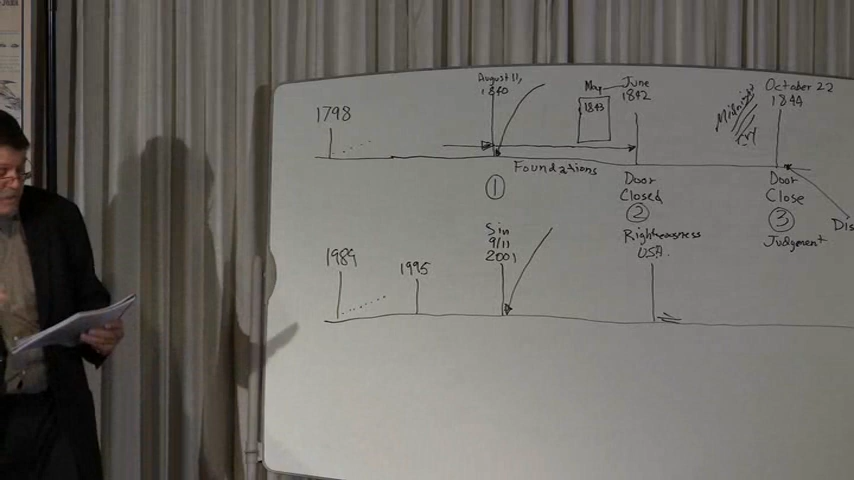 August 11,
1840
May
June
1842
1843
October 22
1844
1798
Midnight
Cry
Foundations
1
Door
Closed
2
Door
Close
3
Judgement
Dis
Sin
9/11
2001
Righteousness
USA.
1989
1995